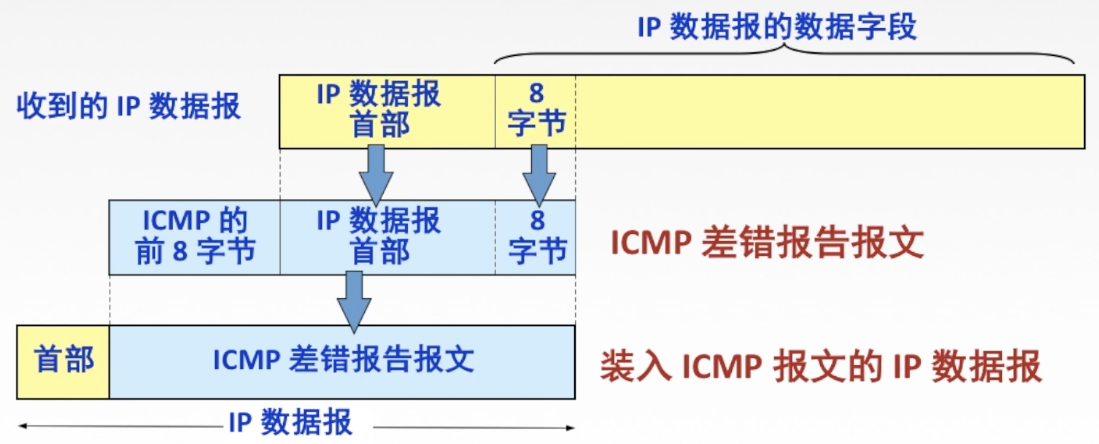 IP 数据报的数据字段
收到的 IP 数据报
IP 数据报
首部
8
字节
ICMP 的
前 8 字节
IP 数据报
首部
8
字节
ICMP 差错报告报文
首部
ICMP 差错报告报文
装入 ICMP 报文的 IP 数据报
IP 数据报